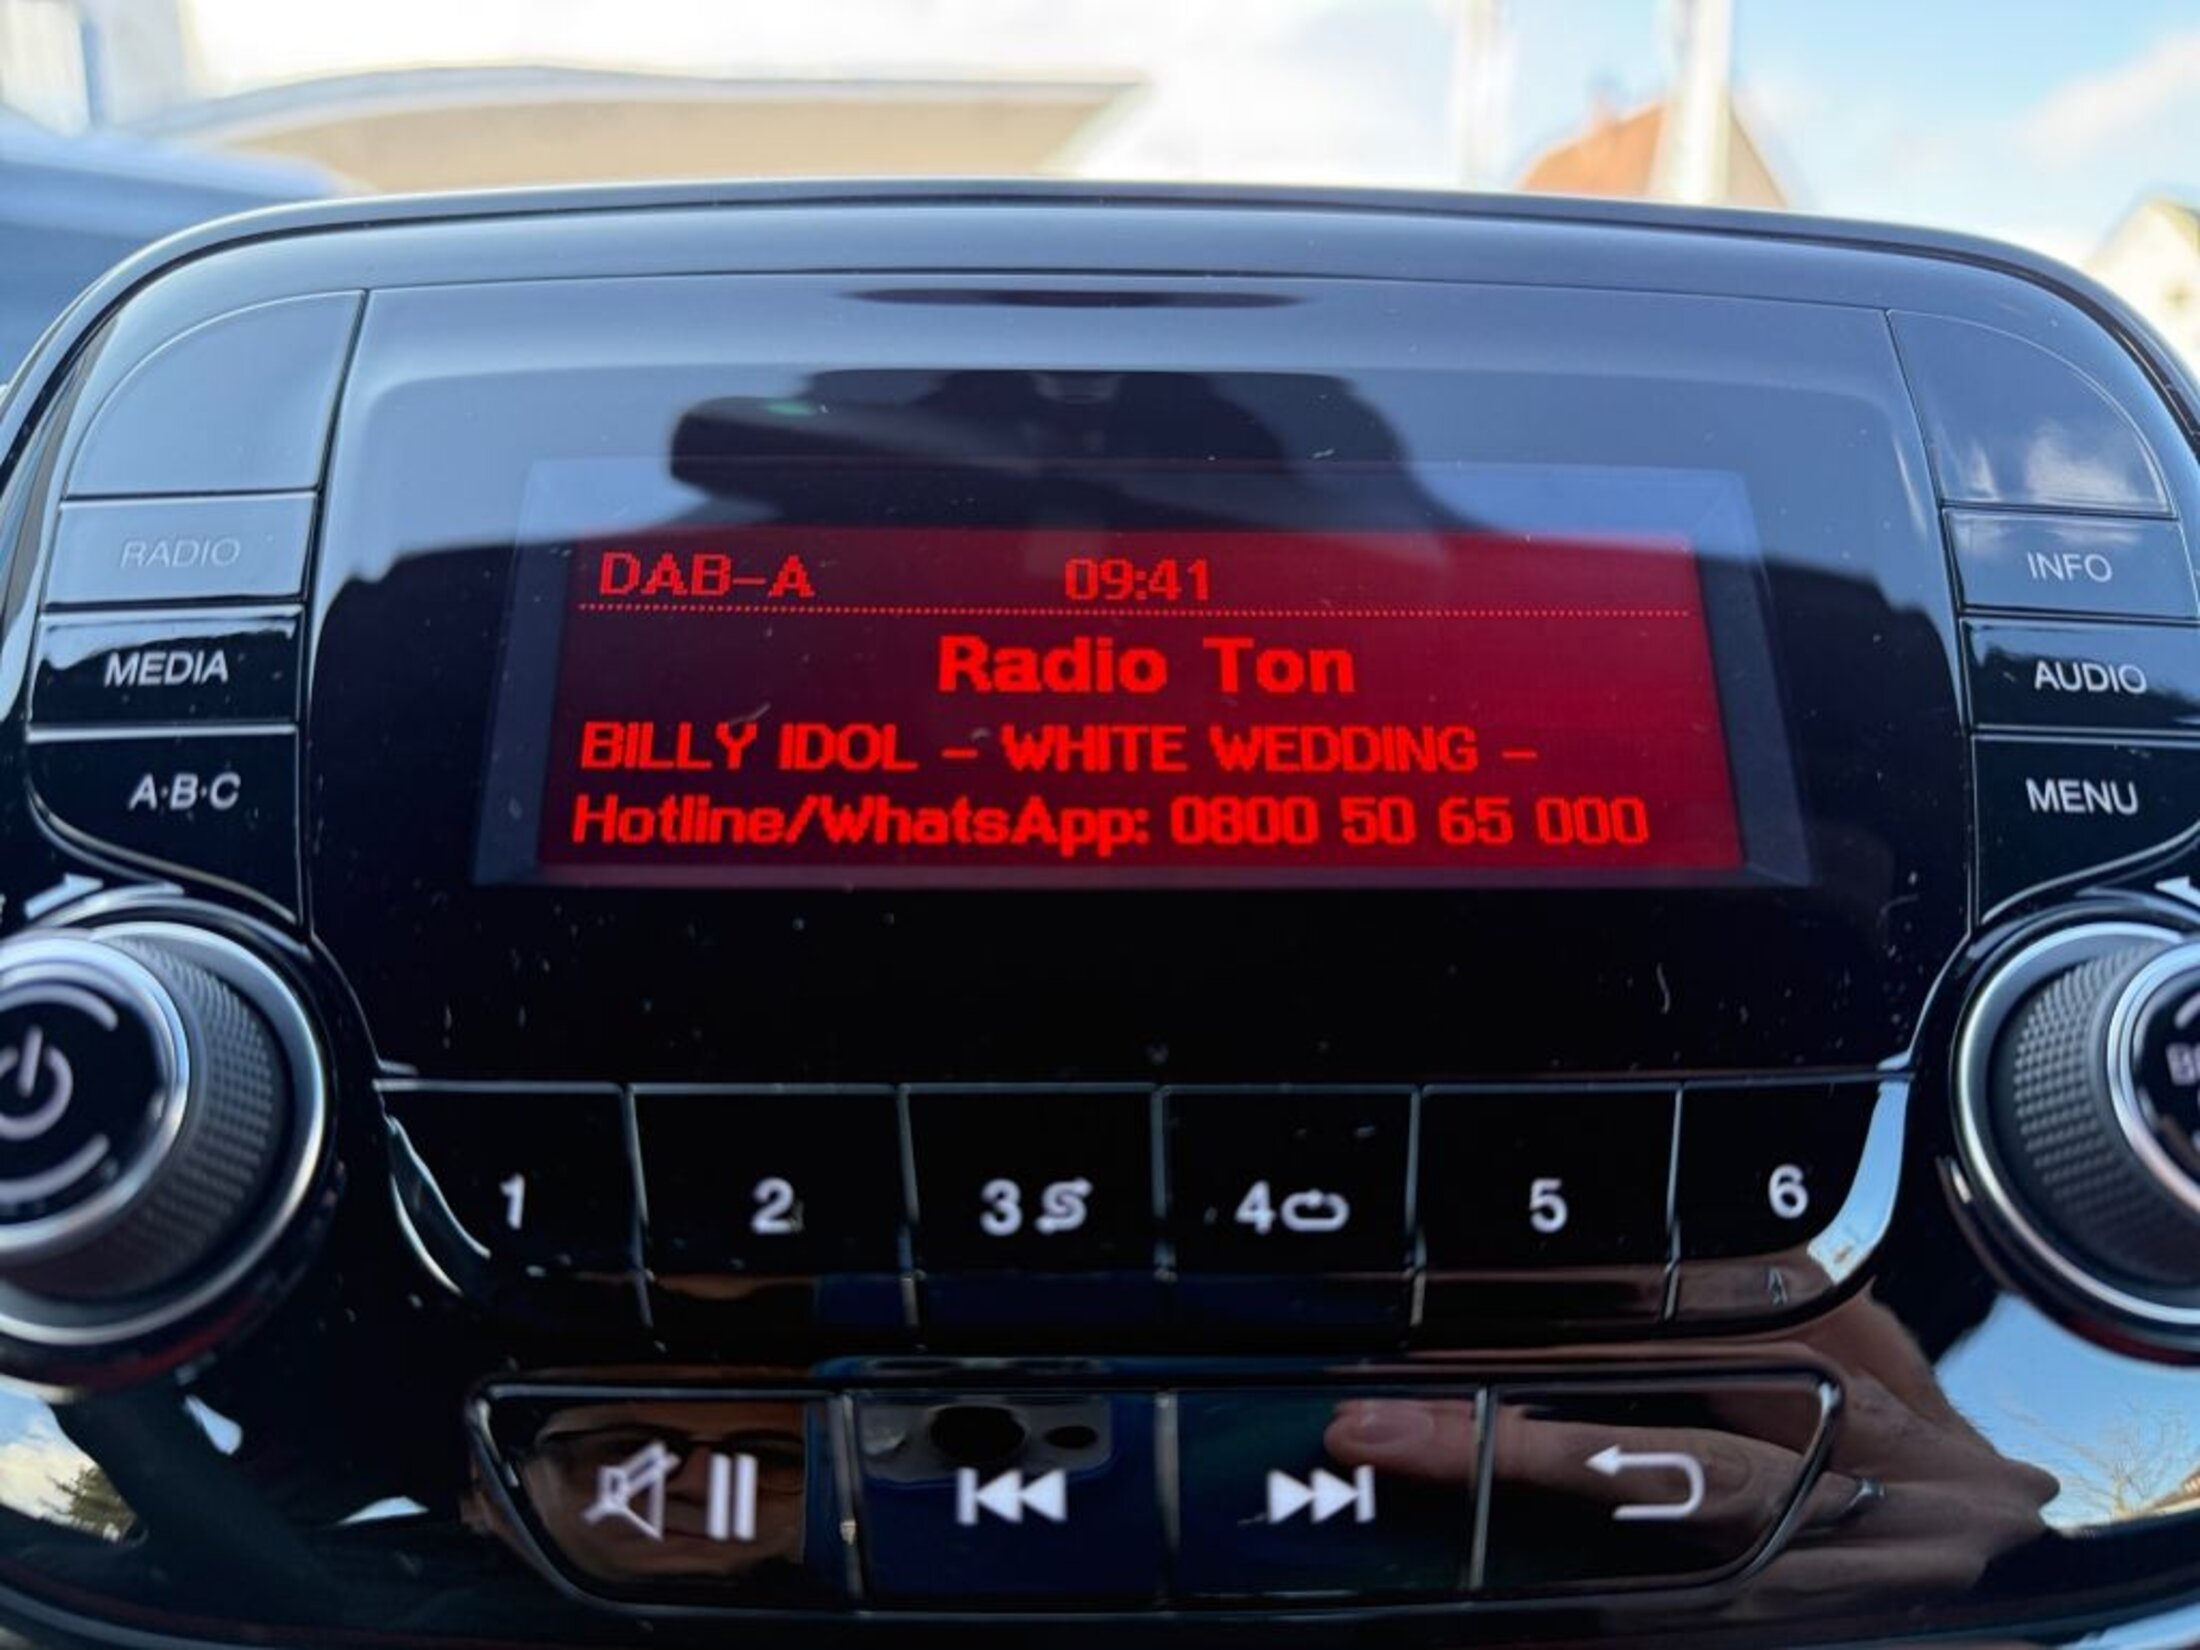 DAB-A 09:41
Radio Ton
BILLY IDOL - WHITE WEDDING -
Hotline/WhatsApp: 0800 50 65 000
RADIO
MEDIA
A·B·C
INFO
AUDIO
MENU
1 2 3 4 5 6